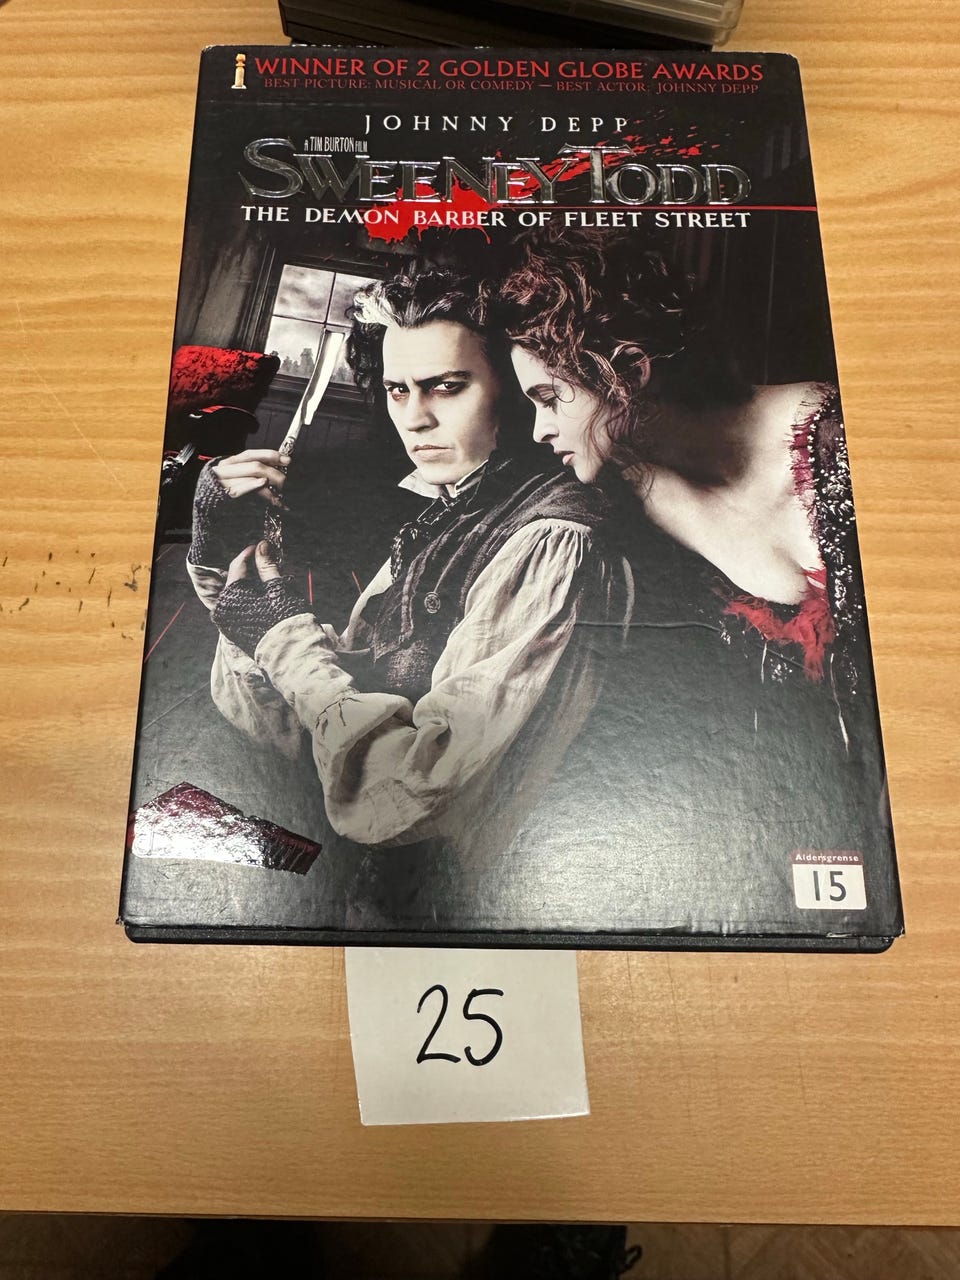 WINNER OF 2 GOLDEN GLOBE AWARDS
BEST PICTURE: MUSICAL OR COMEDY — BEST ACTOR: JOHNNY DEPP
JOHNNY DEPP
A TIM BURTON FILM
SWEENEY TODD
THE DEMON BARBER OF FLEET STREET
Aldersgrense
15
25